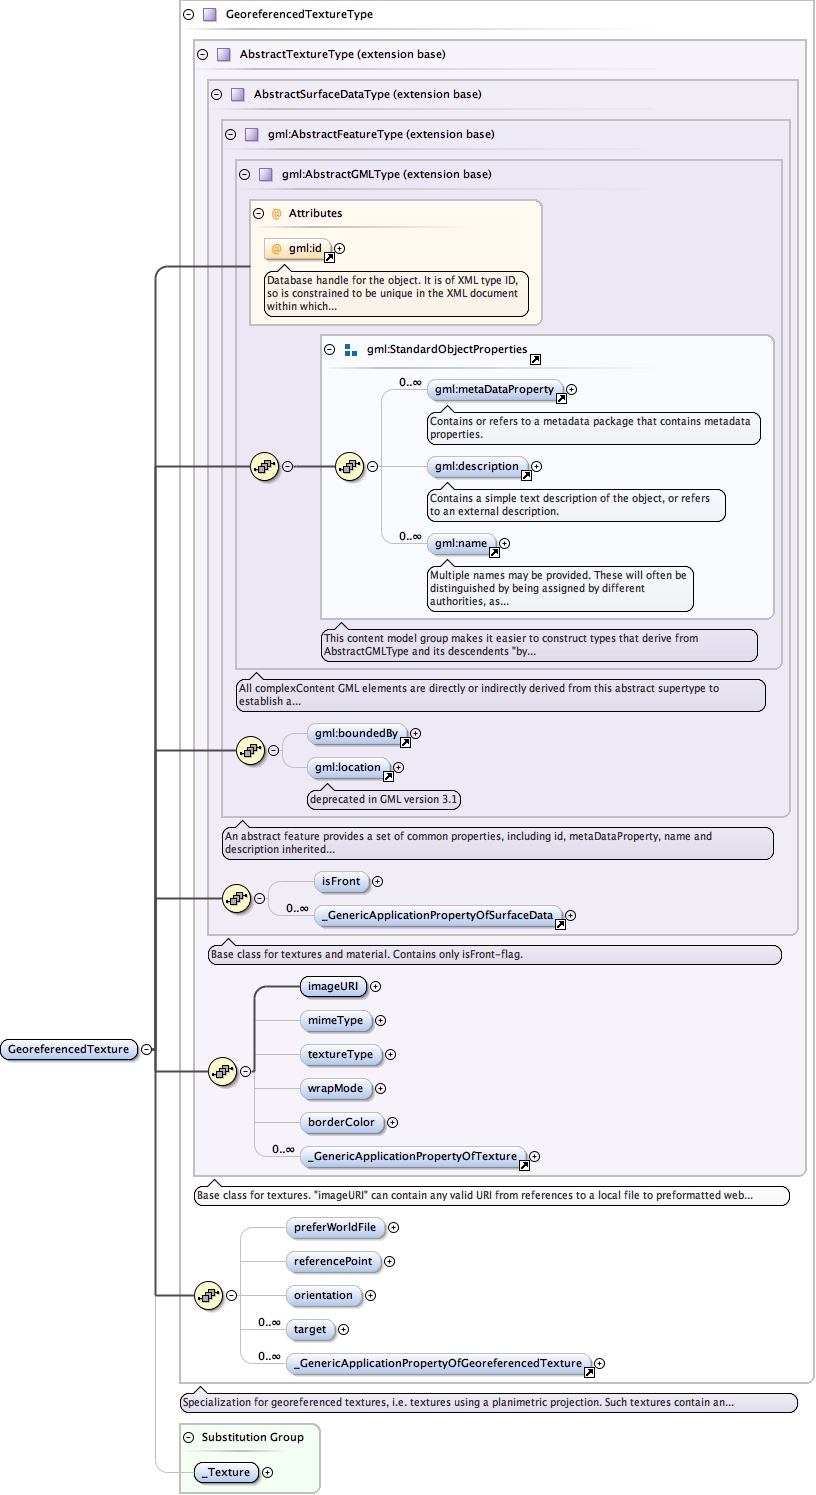 GeoreferencedTextureType
AbstractTextureType (extension base)
AbstractSurfaceDataType (extension base)
gml:AbstractFeatureType (extension base)
gml:AbstractGMLType (extension base)
@ Attributes
@ gml:id
Database handle for the object. It is of XML type ID,
so is constrained to be unique in the XML document
within which...
gml:StandardObjectProperties
0..∞
gml:metaDataProperty
Contains or refers to a metadata package that contains metadata
properties.
gml:description
Contains a simple text description of the object, or refers
to an external description.
0..∞
gml:name
Multiple names may be provided. These will often be
distinguished by being assigned by different
authorities, as...
This content model group makes it easier to construct types that derive from
AbstractGMLType and its descendents "by...
All complexContent GML elements are directly or indirectly derived from this abstract supertype to
establish a...
gml:boundedBy
gml:location
deprecated in GML version 3.1
An abstract feature provides a set of common properties, including id, metaDataProperty, name and
description inherited...
isFront
0..∞
_GenericApplicationPropertyOfSurfaceData
Base class for textures and material. Contains only isFront-flag.
imageURI
mimeType
GeoreferencedTexture
textureType
wrapMode
borderColor
0..∞
_GenericApplicationPropertyOfTexture
Base class for textures. "imageURI" can contain any valid URI from references to a local file to preformatted web...
preferWorldFile
referencePoint
orientation
0..∞
target
0..∞
_GenericApplicationPropertyOfGeoreferencedTexture
Specialization for georeferenced textures, i.e. textures using a planimetric projection. Such textures contain an...
Substitution Group
_Texture